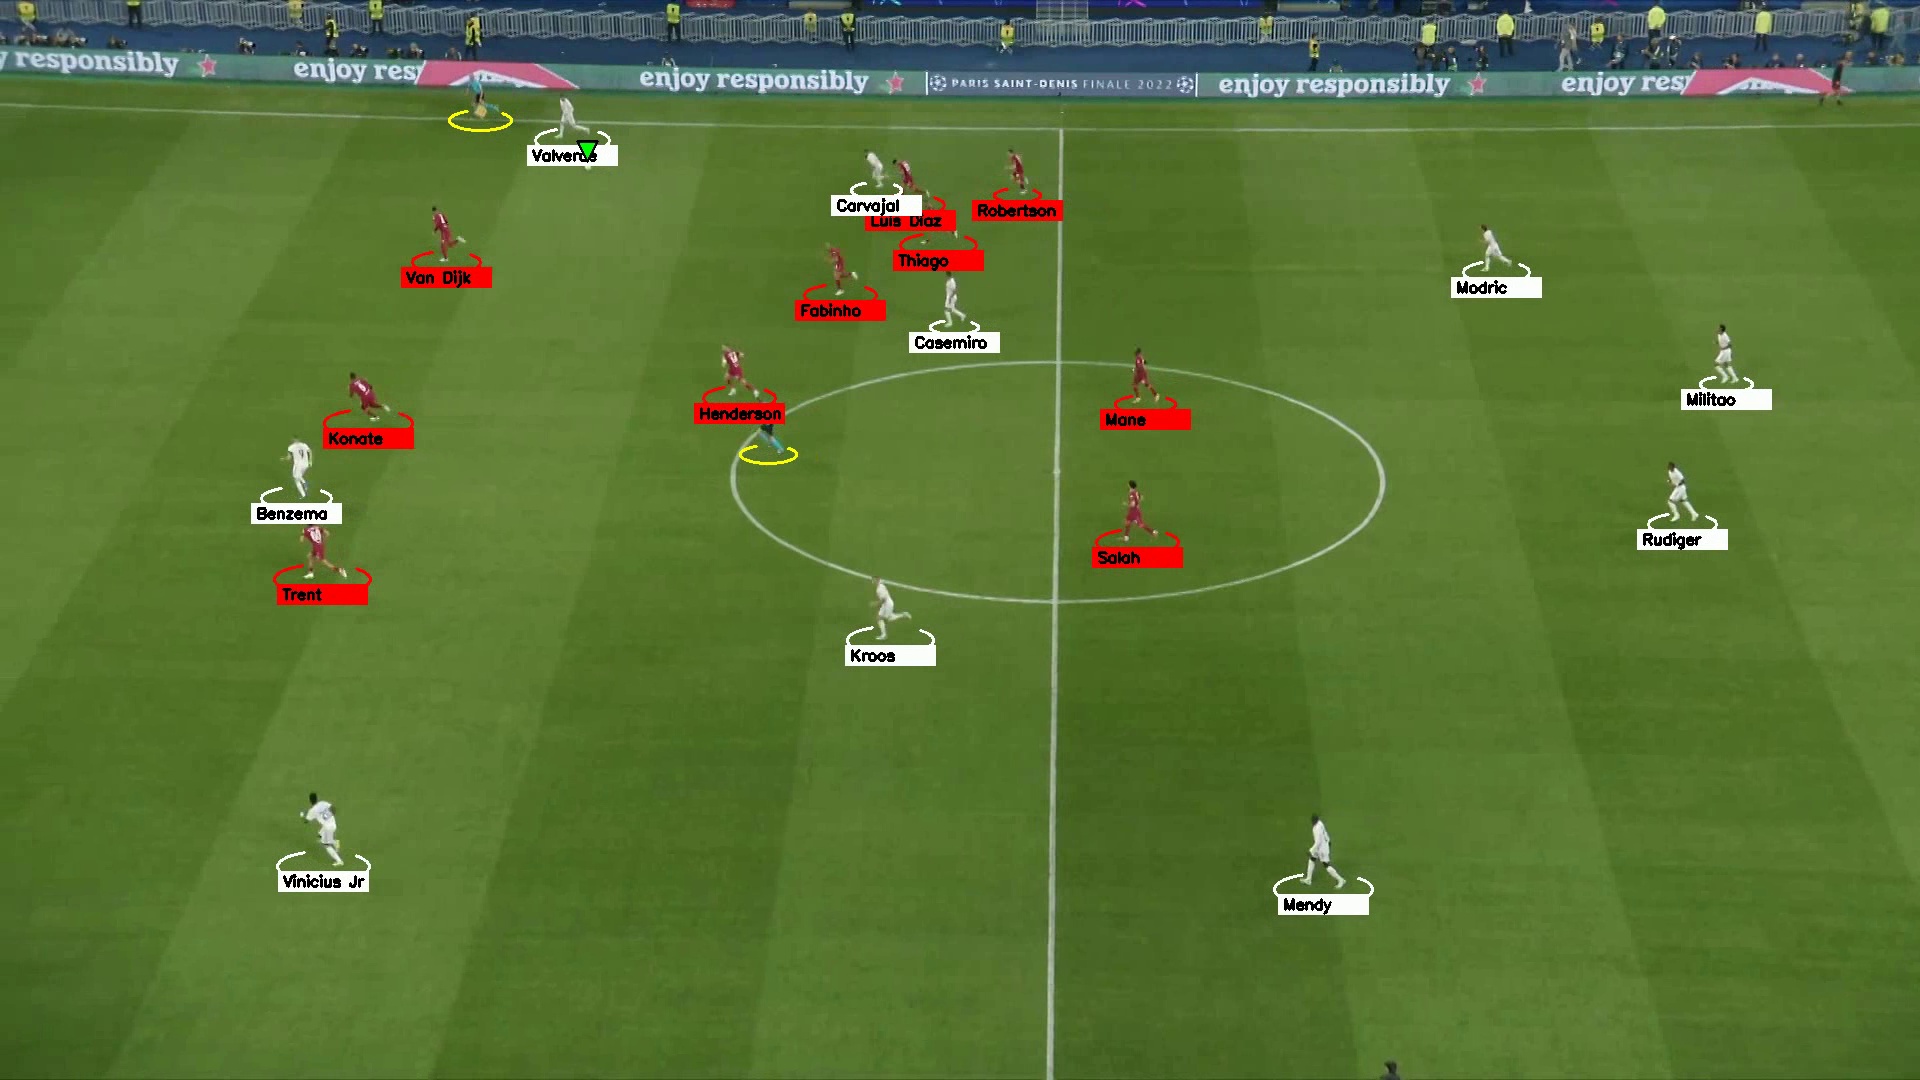 y responsibly
enjoy res
enjoy responsibly
PARIS SAINT-DENIS FINALE 2022
enjoy responsibly
enjoy res
Valverde
Carvajal
Luis Diaz
Robertson
Thiago
Van Dijk
Modric
Fabinho
Casemiro
Militao
Henderson
Mane
Konate
Benzema
Rudiger
Salah
Trent
Kroos
Vinicius Jr
Mendy